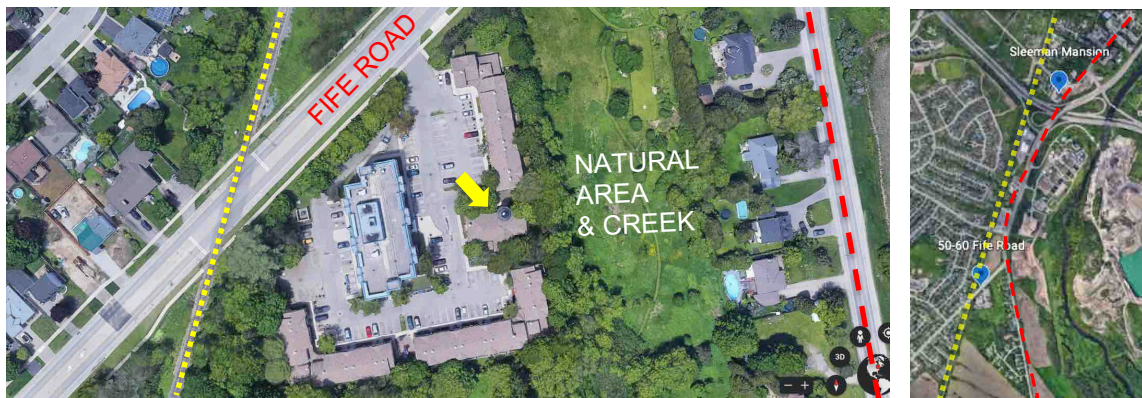 FIFE ROAD
NATURAL
AREA
& CREEK
3D
Sleeman Mansion
50-60 Fife Road